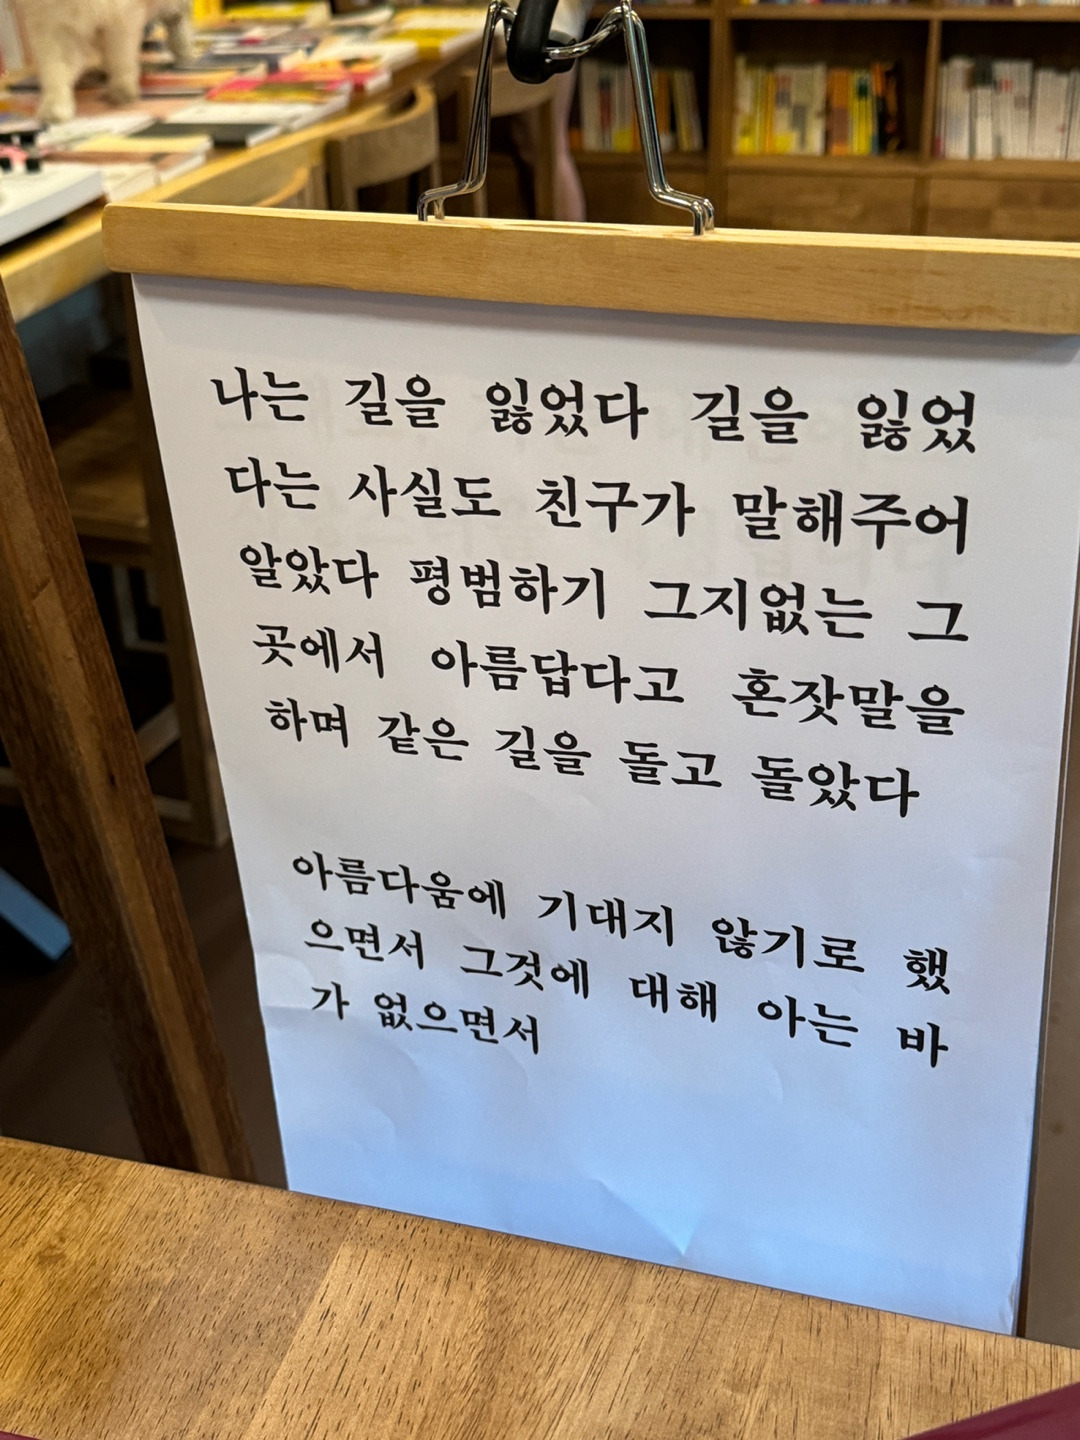 나는 길을 잃었다 길을 잃었
다는 사실도 친구가 말해주어
알았다 평범하기 그지없는 그
곳에서 아름답다고 혼잣말을
하며 같은 길을 돌고 돌았다
아름다움에 기대지 않기로 했
으면서 그것에 대해 아는 바
가 없으면서